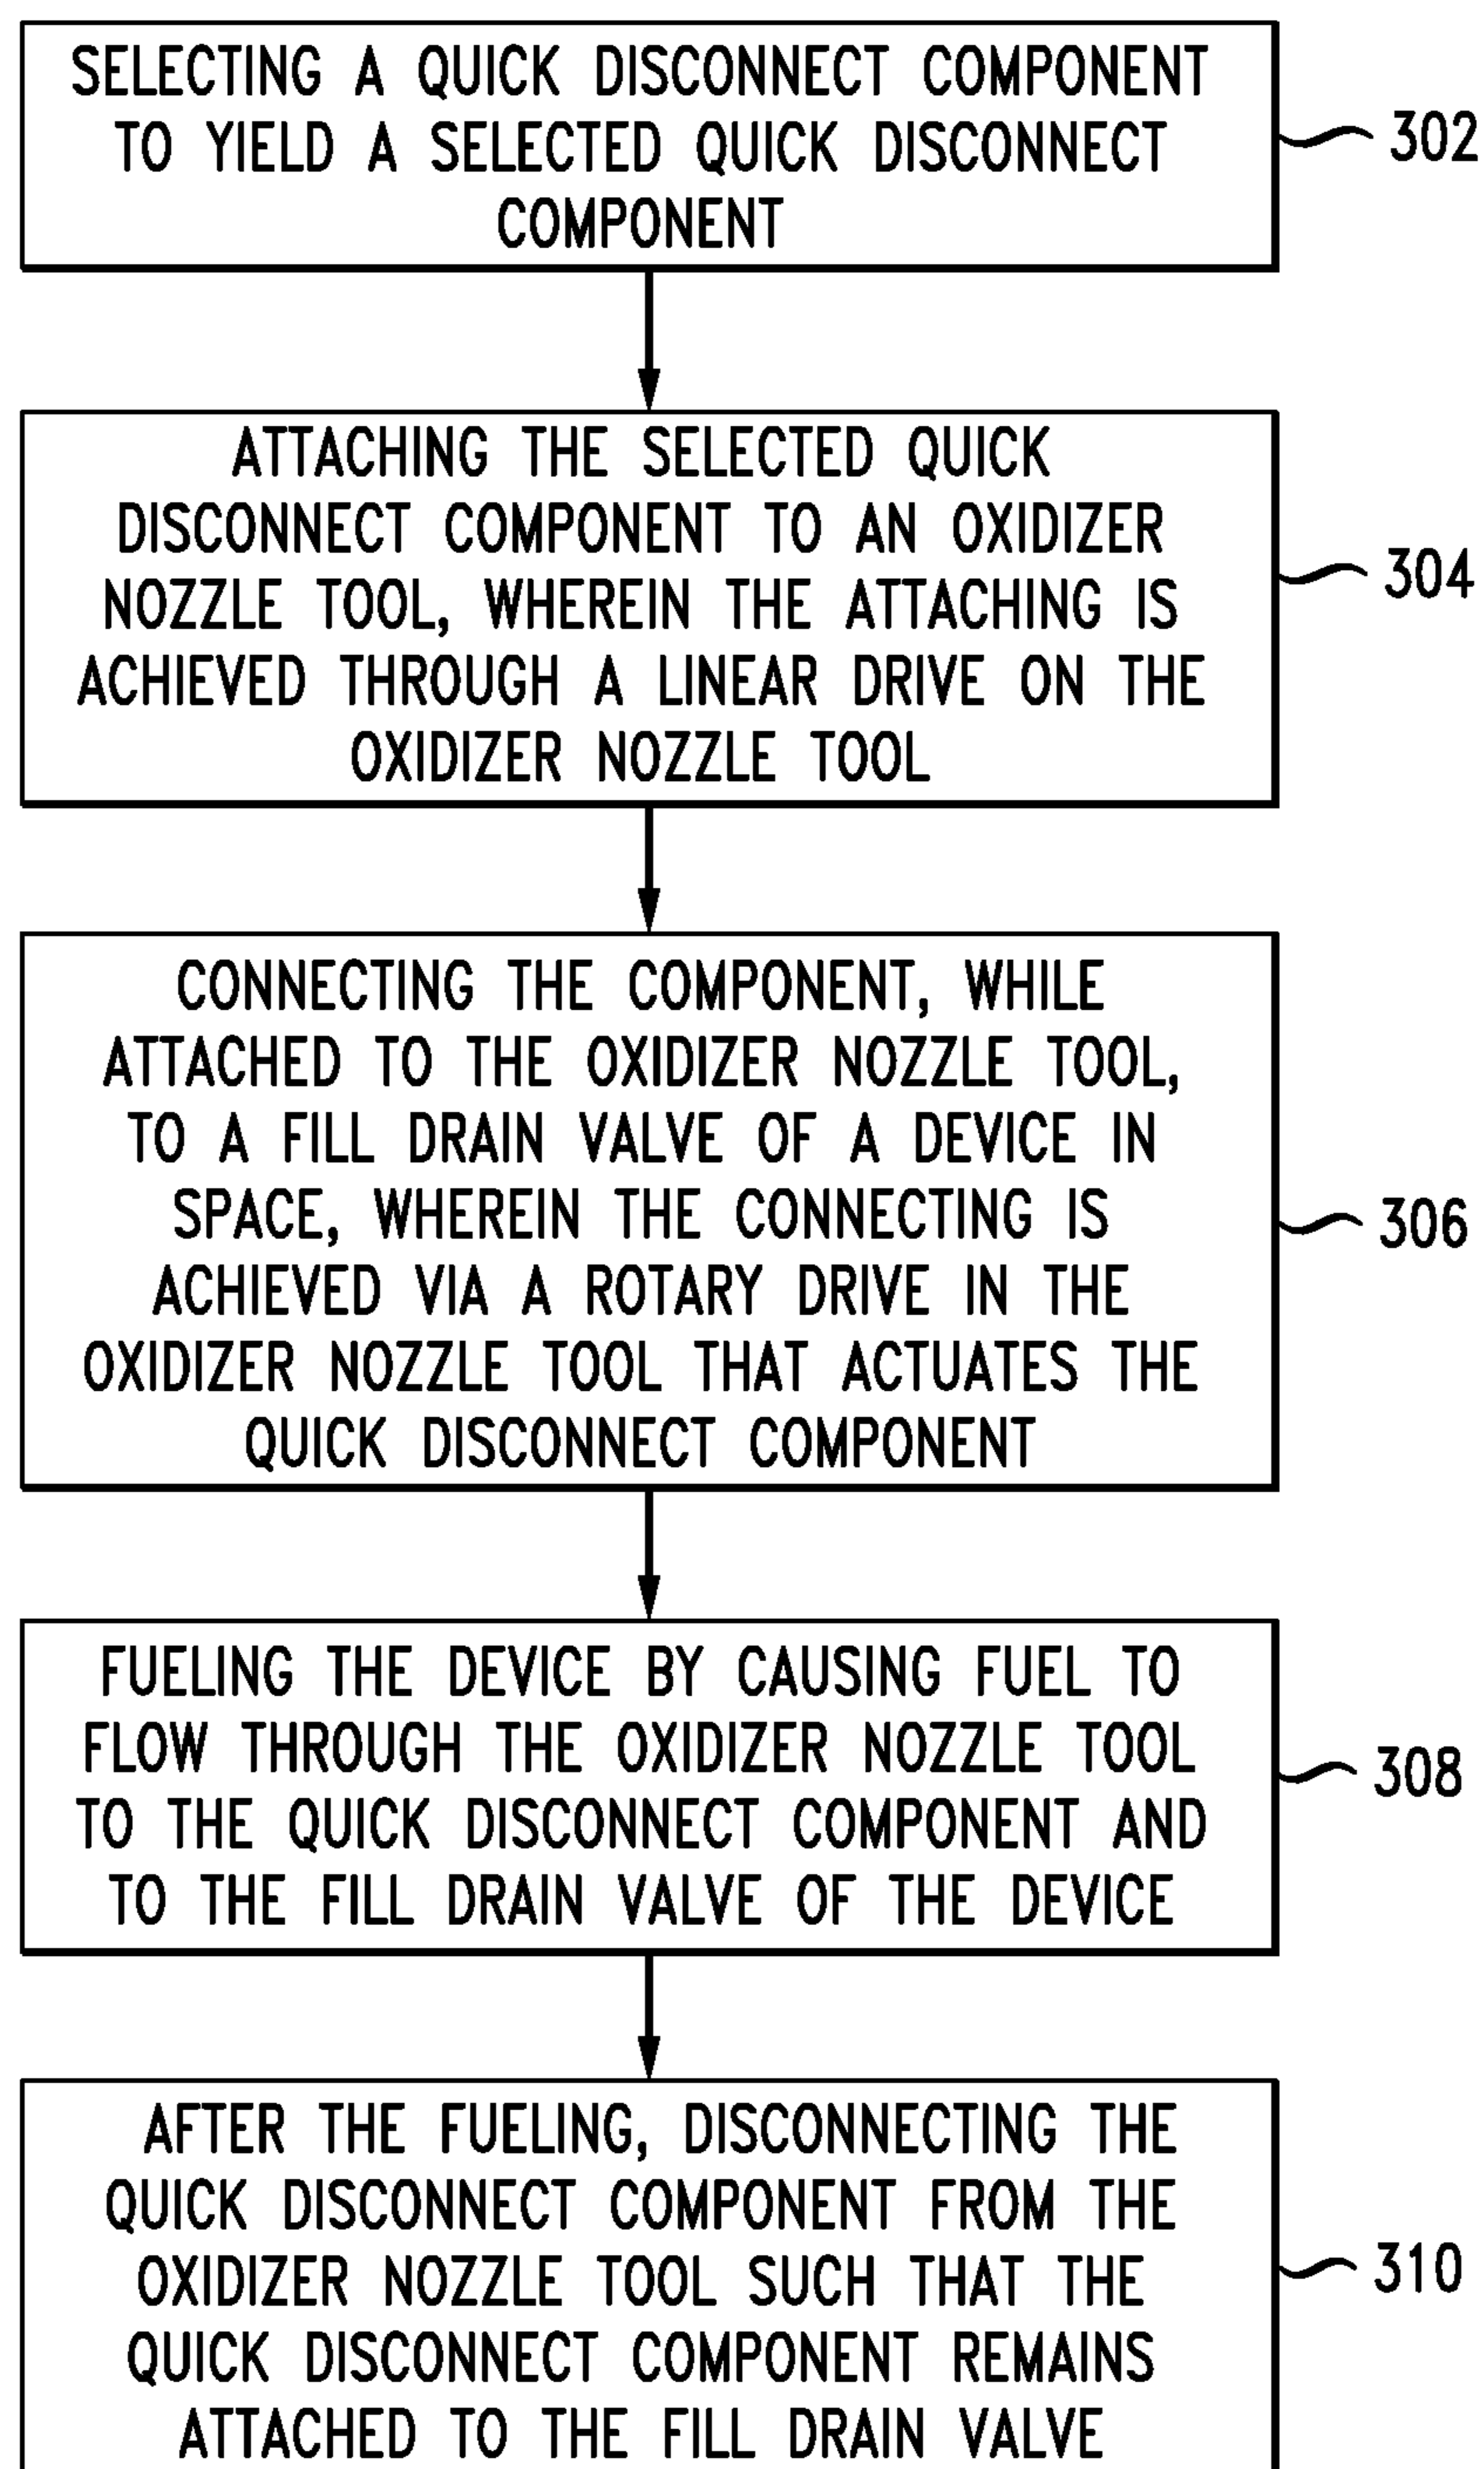 SELECTING A QUICK DISCONNECT COMPONENT
TO YIELD A SELECTED QUICK DISCONNECT
COMPONENT
302
ATTACHING THE SELECTED QUICK
DISCONNECT COMPONENT TO AN OXIDIZER
NOZZLE TOOL, WHEREIN THE ATTACHING IS
ACHIEVED THROUGH A LINEAR DRIVE ON THE
OXIDIZER NOZZLE TOOL
304
CONNECTING THE COMPONENT, WHILE
ATTACHED TO THE OXIDIZER NOZZLE TOOL,
TO A FILL DRAIN VALVE OF A DEVICE IN
SPACE, WHEREIN THE CONNECTING IS
ACHIEVED VIA A ROTARY DRIVE IN THE
OXIDIZER NOZZLE TOOL THAT ACTUATES THE
QUICK DISCONNECT COMPONENT
306
FUELING THE DEVICE BY CAUSING FUEL TO
FLOW THROUGH THE OXIDIZER NOZZLE TOOL
TO THE QUICK DISCONNECT COMPONENT AND
TO THE FILL DRAIN VALVE OF THE DEVICE
308
AFTER THE FUELING, DISCONNECTING THE
QUICK DISCONNECT COMPONENT FROM THE
OXIDIZER NOZZLE TOOL SUCH THAT THE
QUICK DISCONNECT COMPONENT REMAINS
ATTACHED TO THE FILL DRAIN VALVE
310